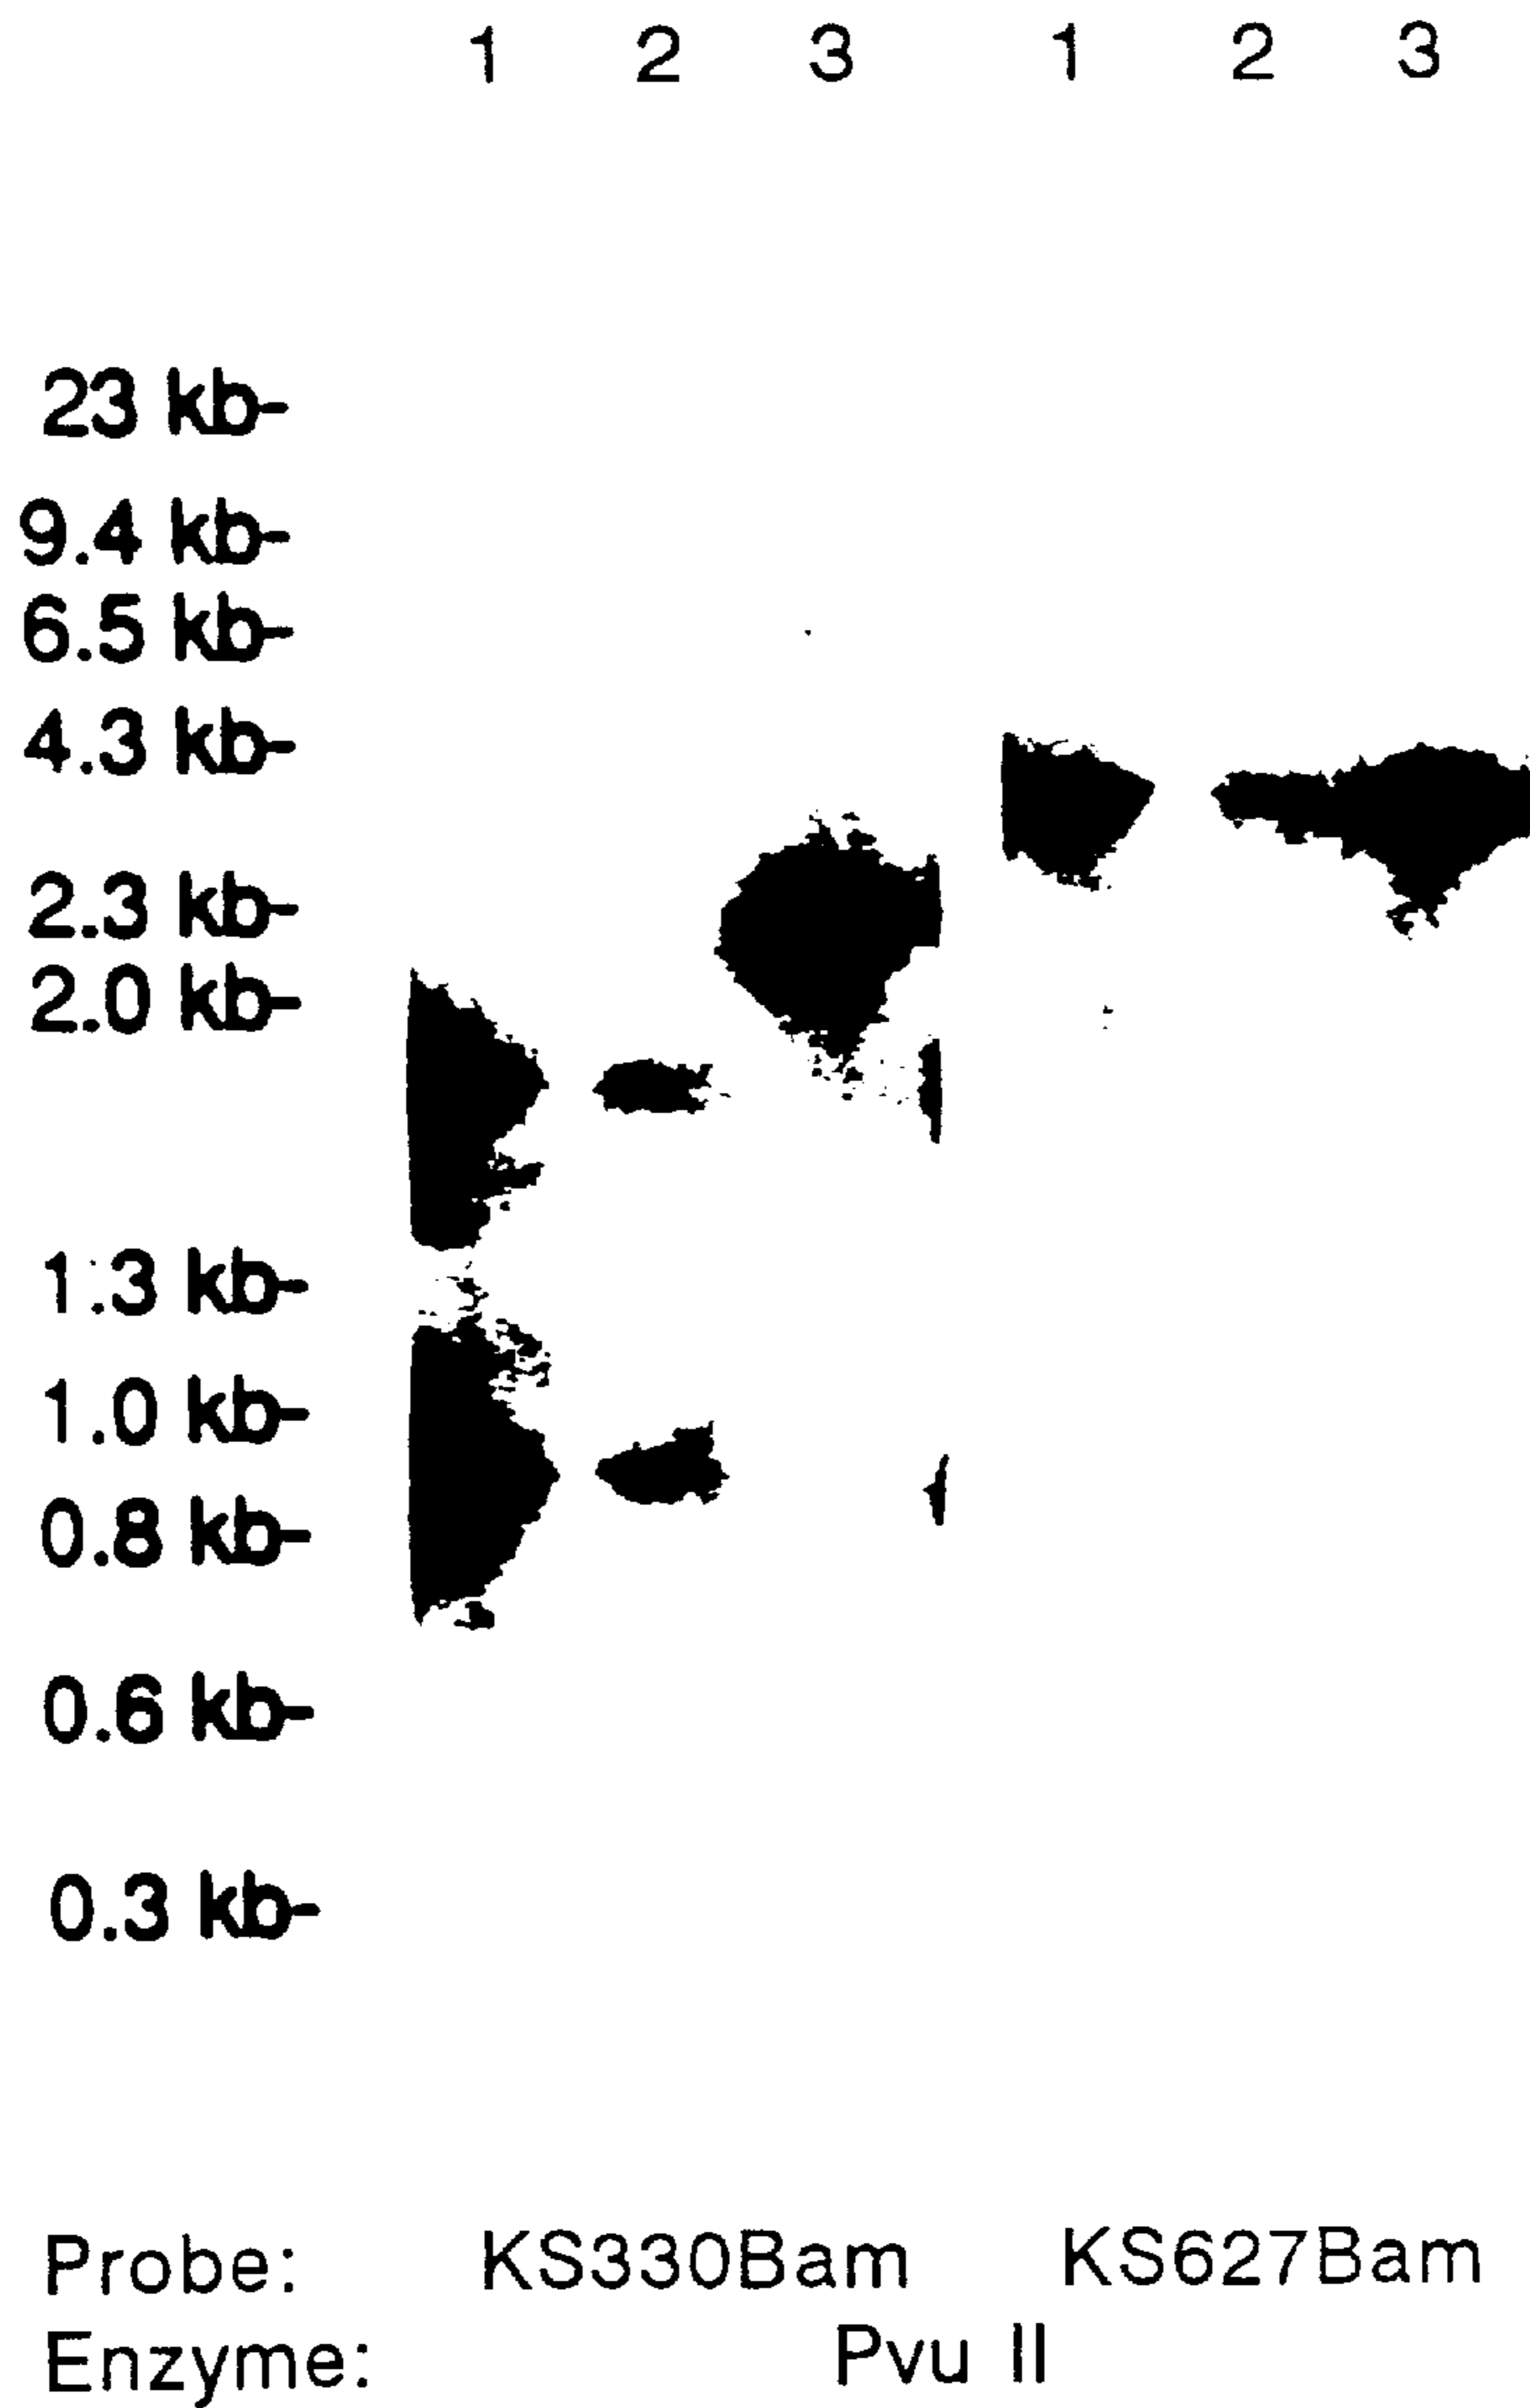 1 2 3 1 2 3
23 kb-
9.4 kb-
6.5 kb-
4.3 kb-
2.3 kb-
2.0 kb-
1.3 kb-
1.0 kb-
0.8 kb-
0.6 kb-
0.3 kb-
Probe: KS330Bam KS627Bam
Enzyme: Pvu II